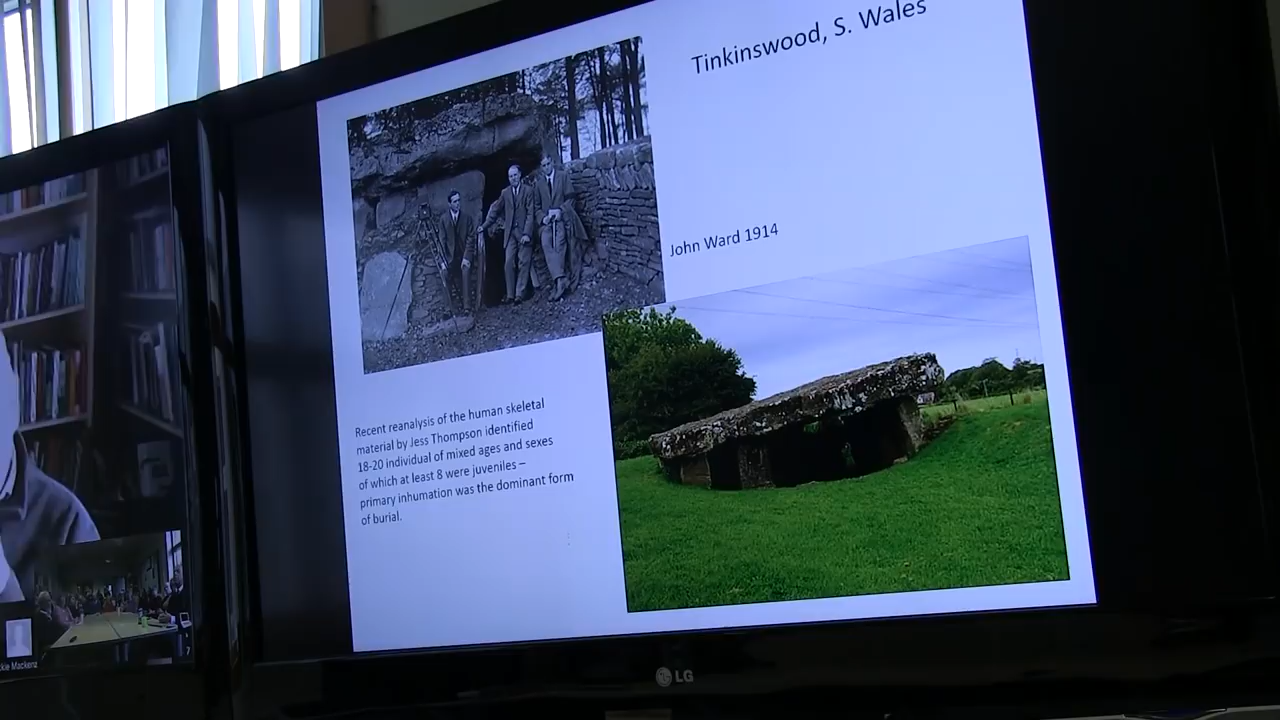 Tinkinswood, S. Wales
John Ward 1914
Recent reanalysis of the human skeletal
material by Jess Thompson identified
18-20 individual of mixed ages and sexes
of which at least 8 were juveniles –
primary inhumation was the dominant form
of burial.
LG